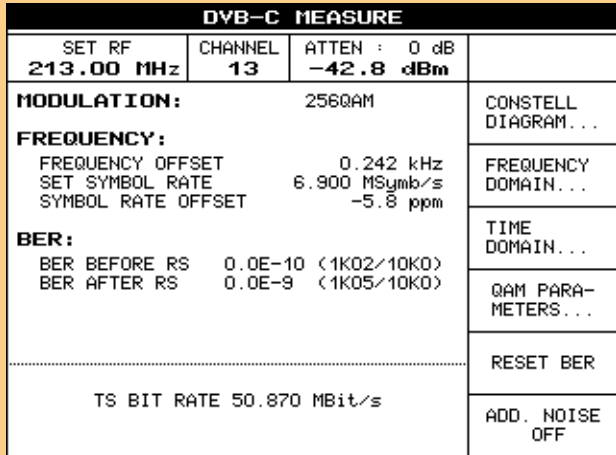 DVB-C MEASURE
SET RF
213.00 MHz
CHANNEL
13
ATTEN : 0 dB
-42.8 dBm
MODULATION: 256QAM
FREQUENCY:
FREQUENCY OFFSET 0.242 kHz
SET SYMBOL RATE 6.900 MSymb/s
SYMBOL RATE OFFSET -5.8 ppm
BER:
BER BEFORE RS 0.0E-10 (1K02/10K0)
BER AFTER RS 0.0E-9 (1K05/10K0)
TS BIT RATE 50.870 MBit/s
CONSTELL
DIAGRAM...
FREQUENCY
DOMAIN...
TIME
DOMAIN...
QAM PARA-
METERS...
RESET BER
ADD. NOISE
OFF